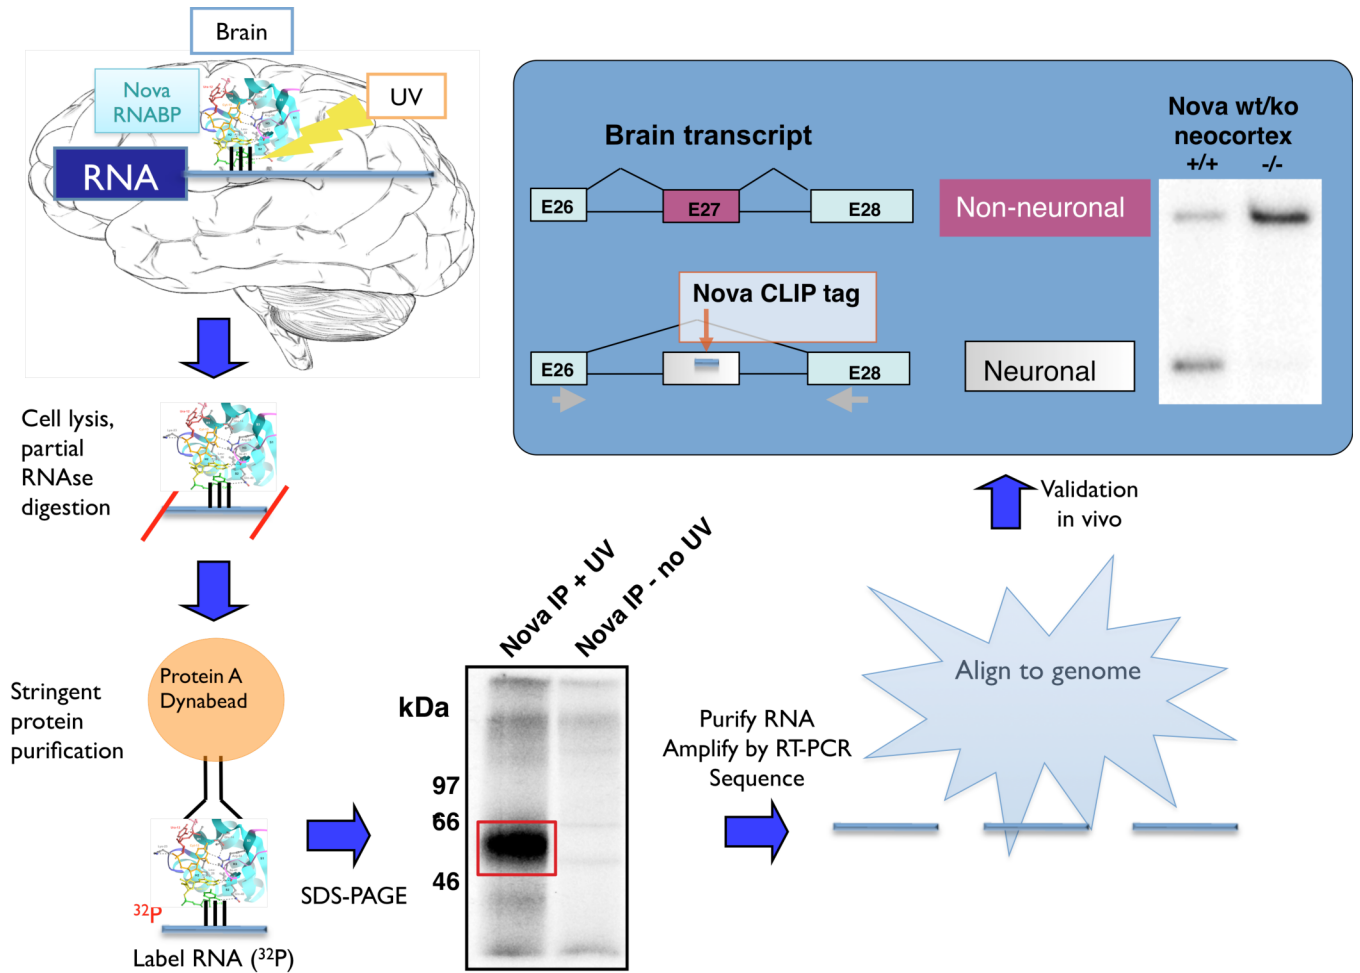 Brain
Nova
RNABP
UV
RNA
Cell lysis,
partial
RNAse
digestion
Stringent
protein
purification
Protein A
Dynabead
32P
Label RNA (32P)
SDS-PAGE
Nova IP + UV
Nova IP - no UV
kDa
97
66
46
Purify RNA
Amplify by RT-PCR
Sequence
Align to genome
Validation
in vivo
Brain transcript
E26
E27
E28
Non-neuronal
Nova CLIP tag
E26
E28
Neuronal
Nova wt/ko
neocortex
+/+ -/-